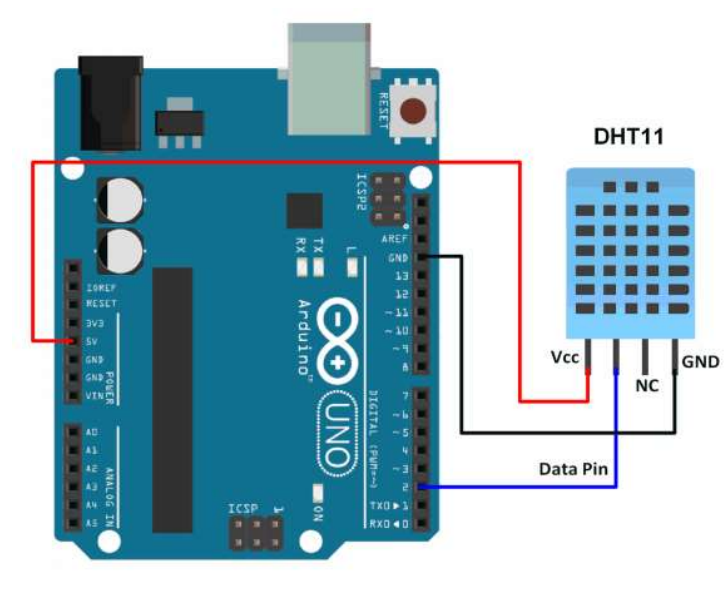 RESET
DHT11
ICSP2
L
TX
RX
AREF
GND
13
12
~11
~10
~9
8
IOREF
RESET
3V3
5V
GND
GND
VIN
POWER
Arduino™
UNO
Vcc
NC
GND
7
~6
~5
4
~3
2
TX0▶1
RX0◀0
DIGITAL (PWM=~)
Data Pin
A0
A1
A2
A3
A4
A5
ANALOG IN
ICSP
1
ON